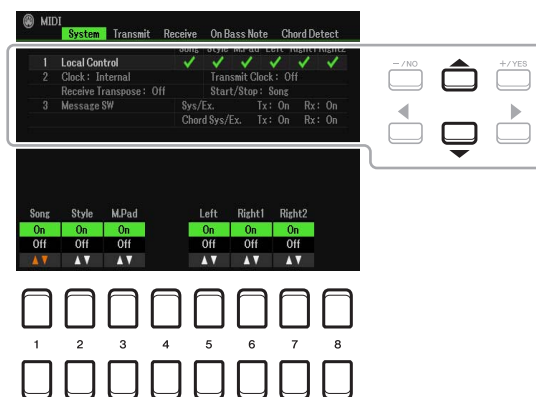 MIDI
System Transmit Receive On Bass Note Chord Detect
Song Style M.Pad Left Right1 Right2
1 Local Control
2 Clock: Internal Transmit Clock: Off
Receive Transpose: Off Start/Stop: Song
3 Message SW Sys/Ex. Tx: On Rx: On
Chord Sys/Ex. Tx: On Rx: On
－/NO ＋/YES
Song Style M.Pad Left Right1 Right2
On On On On On On
Off Off Off Off Off Off
1 2 3 4 5 6 7 8